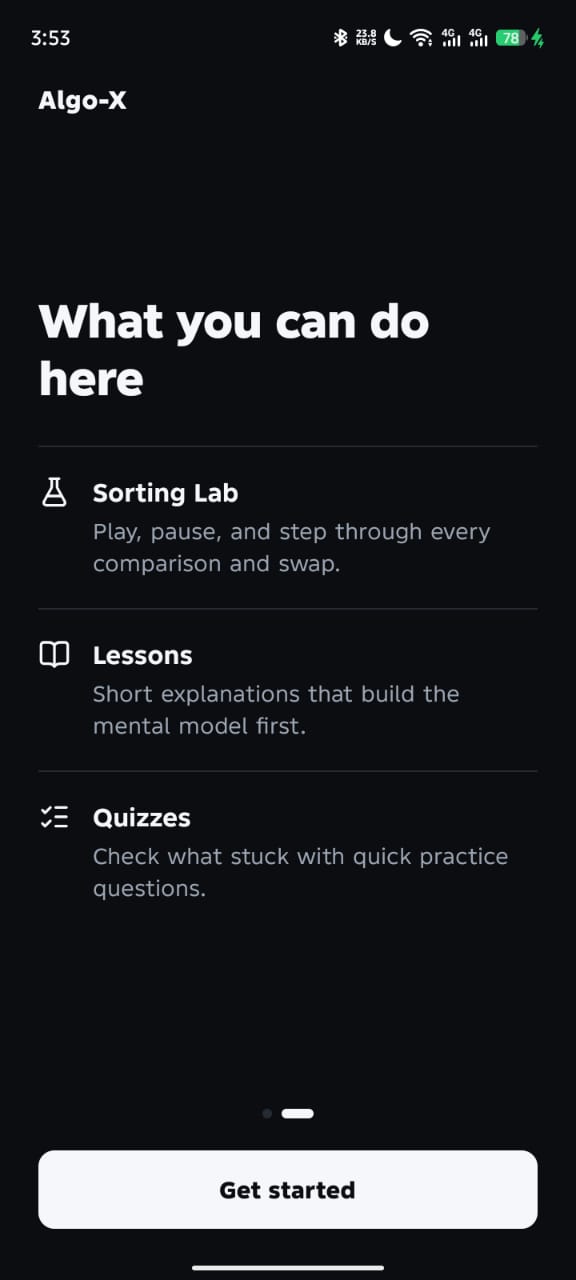 3:53
23.8
KB/S
4G
4G
78
Algo-X
What you can do
here
Sorting Lab
Play, pause, and step through every
comparison and swap.
Lessons
Short explanations that build the
mental model first.
Quizzes
Check what stuck with quick practice
questions.
Get started